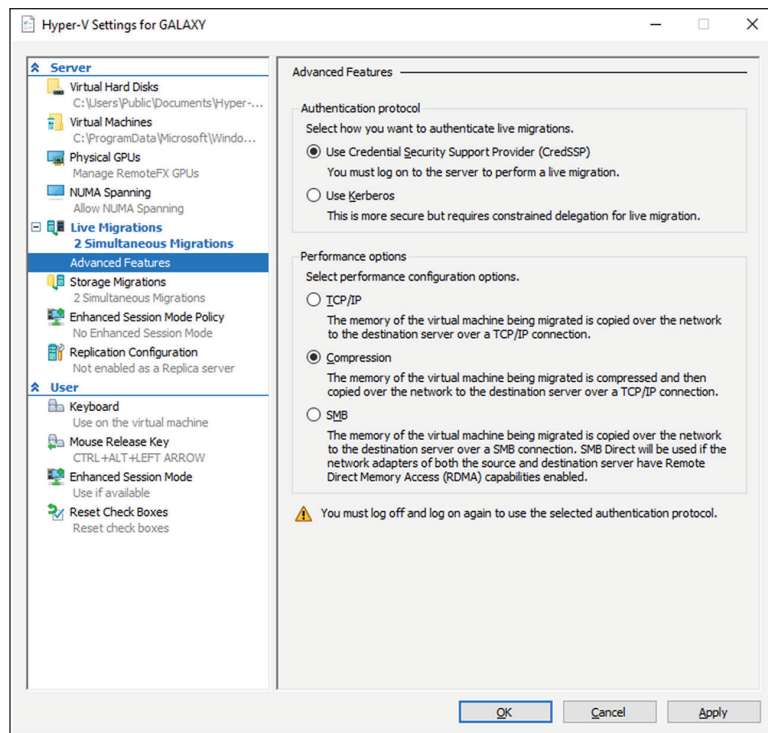 Hyper-V Settings for GALAXY
Server
Virtual Hard Disks
C:\Users\Public\Documents\Hyper-...
Virtual Machines
C:\ProgramData\Microsoft\Windo...
Physical GPUs
Manage RemoteFX GPUs
NUMA Spanning
Allow NUMA Spanning
Live Migrations
2 Simultaneous Migrations
Advanced Features
Storage Migrations
2 Simultaneous Migrations
Enhanced Session Mode Policy
No Enhanced Session Mode
Replication Configuration
Not enabled as a Replica server
User
Keyboard
Use on the virtual machine
Mouse Release Key
CTRL+ALT+LEFT ARROW
Enhanced Session Mode
Use if available
Reset Check Boxes
Reset check boxes
Advanced Features
Authentication protocol
Select how you want to authenticate live migrations.
Use Credential Security Support Provider (CredSSP)
You must log on to the server to perform a live migration.
Use Kerberos
This is more secure but requires constrained delegation for live migration.
Performance options
Select performance configuration options.
TCP/IP
The memory of the virtual machine being migrated is copied over the network
to the destination server over a TCP/IP connection.
Compression
The memory of the virtual machine being migrated is compressed and then
copied over the network to the destination server over a TCP/IP connection.
SMB
The memory of the virtual machine being migrated is copied over the network
to the destination server over a SMB connection. SMB Direct will be used if the
network adapters of both the source and destination server have Remote
Direct Memory Access (RDMA) capabilities enabled.
You must log off and log on again to use the selected authentication protocol.
OK
Cancel
Apply